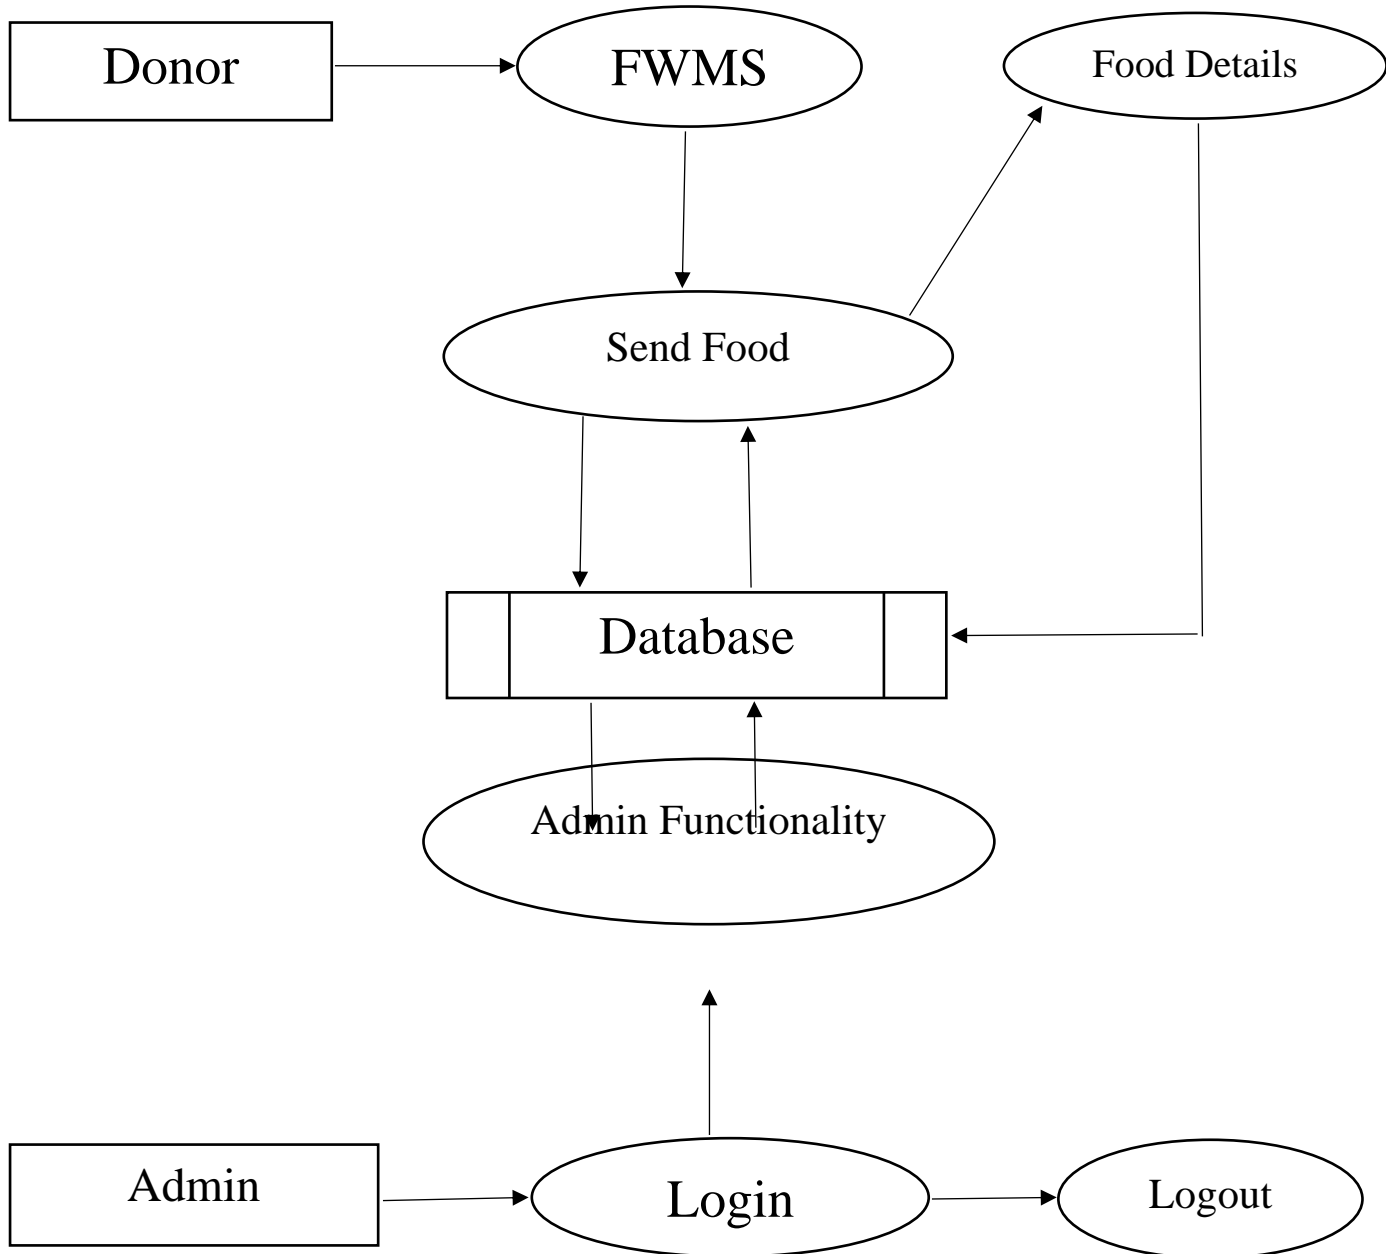 Donor
FWMS
Food Details
Send Food
Database
Admin Functionality
Admin
Login
Logout